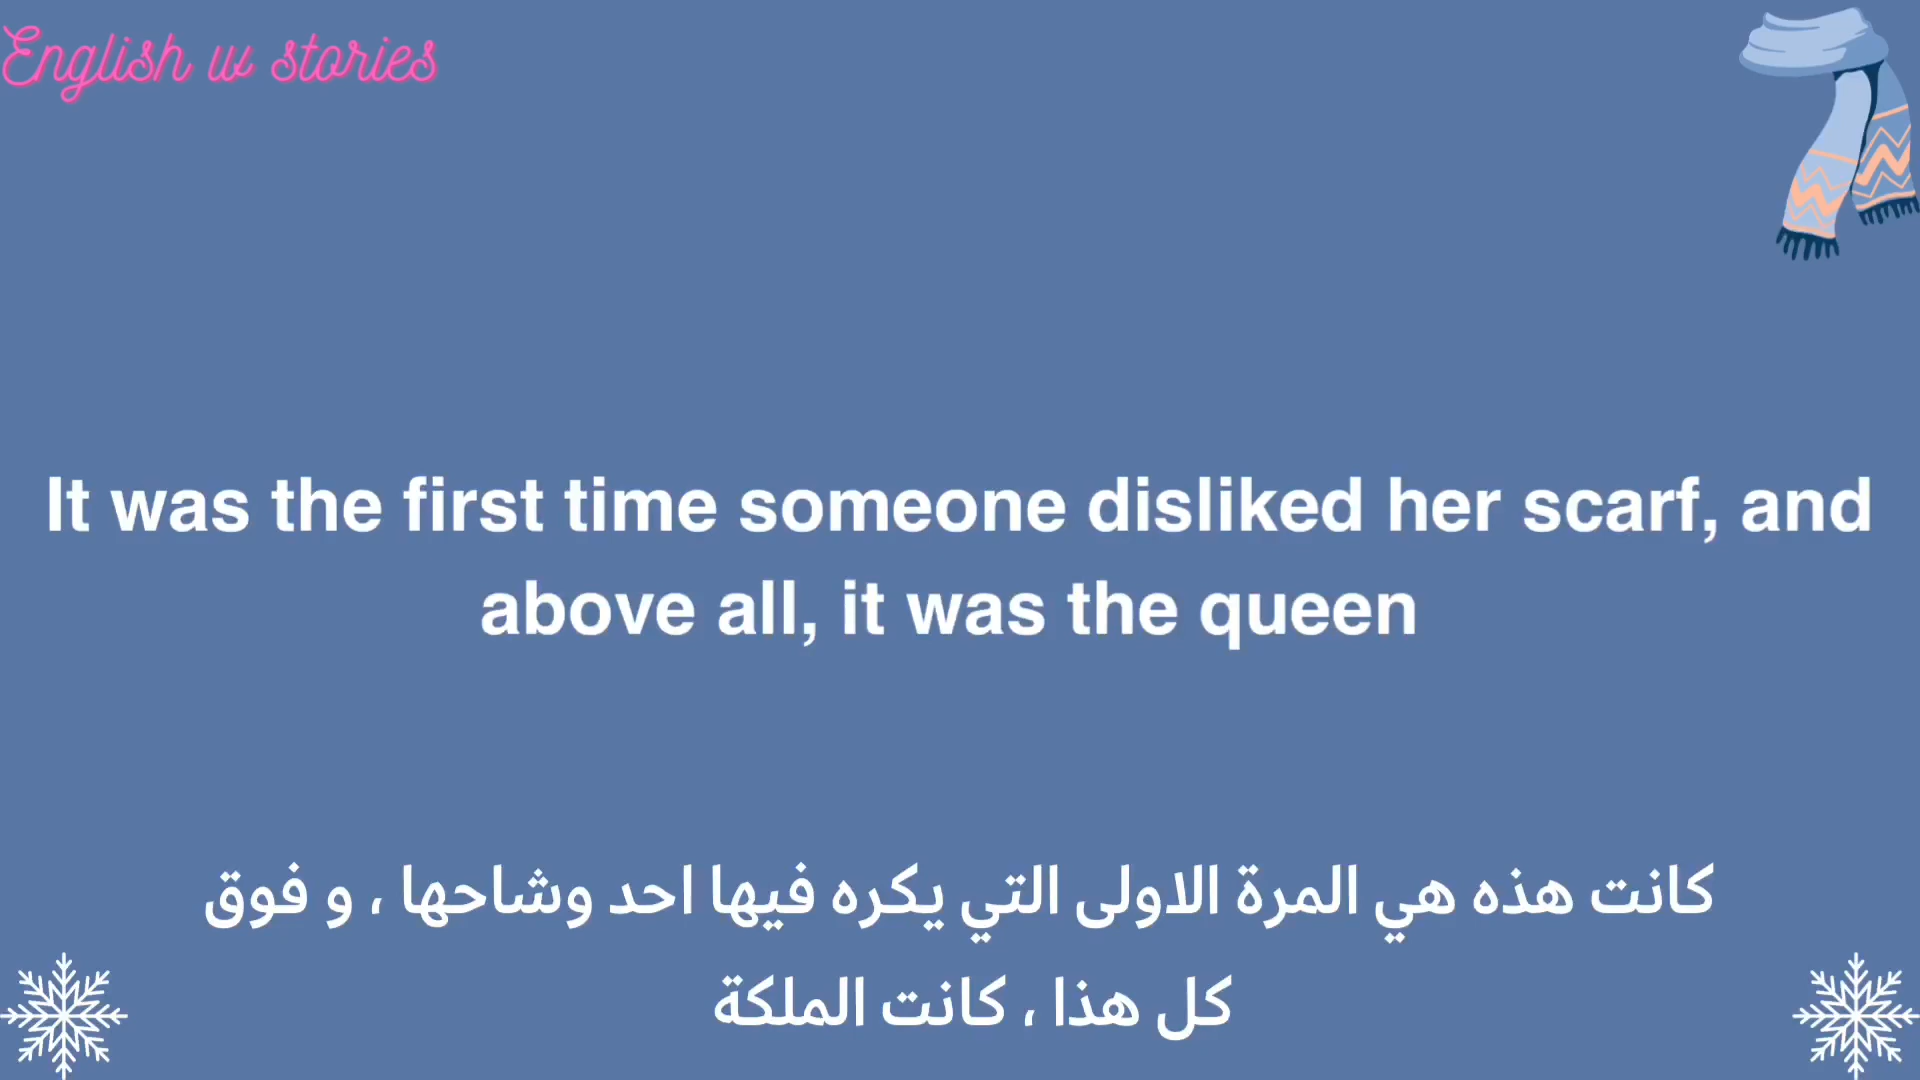 English w stories
It was the first time someone disliked her scarf, and
above all, it was the queen
كانت هذه هي المرة الاولى التي يكره فيها احد وشاحها ، و فوق
كل هذا ، كانت الملكة